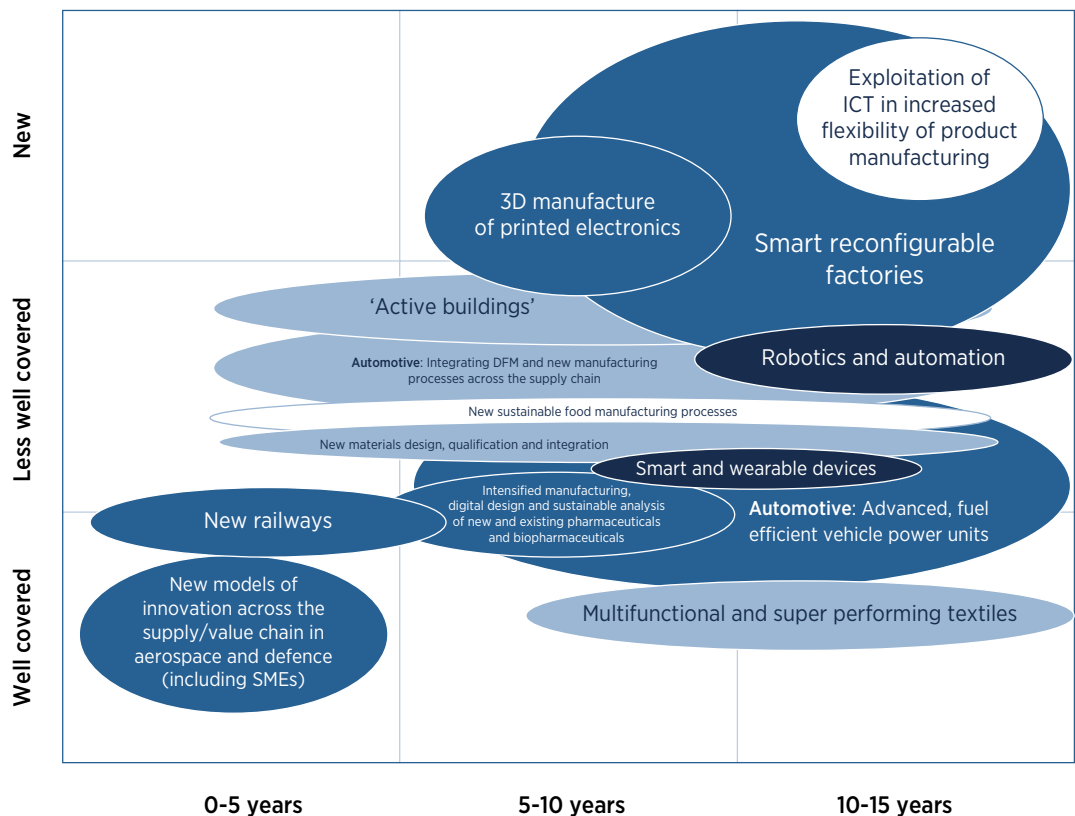 New
Less well covered
Well covered
Exploitation of
ICT in increased
flexibility of product
manufacturing
3D manufacture
of printed electronics
Smart reconfigurable
factories
‘Active buildings’
Automotive: Integrating DFM and new manufacturing
processes across the supply chain
Robotics and automation
New sustainable food manufacturing processes
New materials design, qualification and integration
Smart and wearable devices
Intensified manufacturing,
digital design and sustainable analysis
of new and existing pharmaceuticals
and biopharmaceuticals
Automotive: Advanced, fuel
efficient vehicle power units
New railways
New models of
innovation across the
supply/value chain in
aerospace and defence
(including SMEs)
Multifunctional and super performing textiles
0-5 years
5-10 years
10-15 years